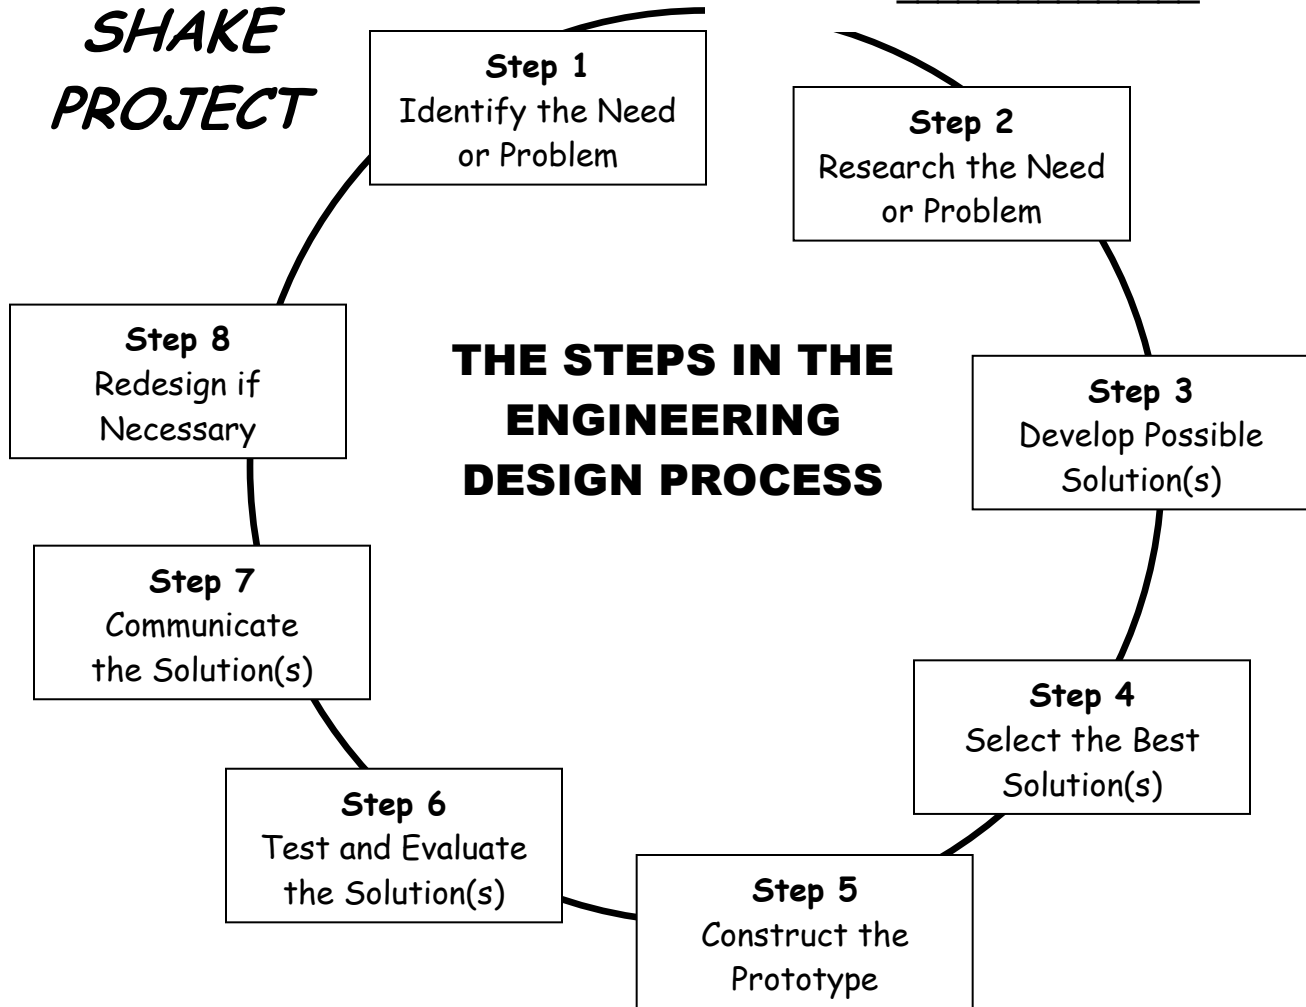 SHAKE
PROJECT
Step 1
Identify the Need
or Problem
Step 2
Research the Need
or Problem
Step 3
Develop Possible
Solution(s)
Step 4
Select the Best
Solution(s)
Step 5
Construct the
Prototype
Step 6
Test and Evaluate
the Solution(s)
Step 7
Communicate
the Solution(s)
Step 8
Redesign if
Necessary
THE STEPS IN THE
ENGINEERING
DESIGN PROCESS